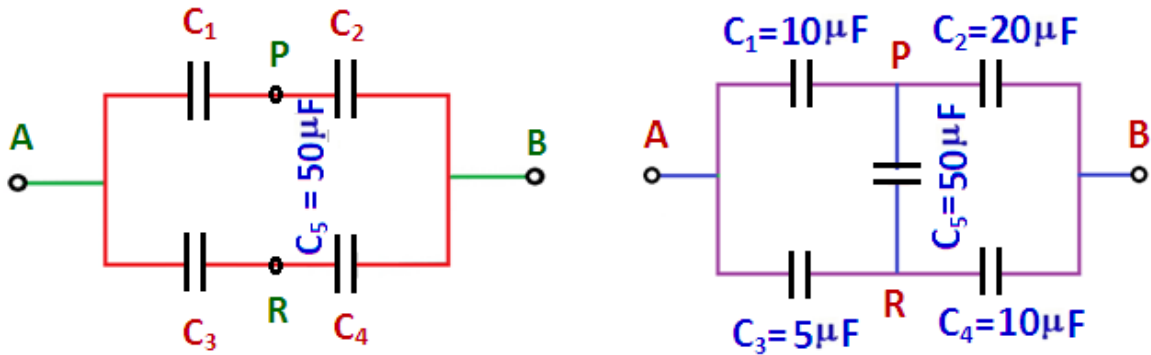 C₁ C₂
P
A
B
C₅ = 50μF
R
C₃ C₄
C₁=10μF C₂=20μF
P
A
B
C₅=50μF
R
C₃=5μF C₄=10μF